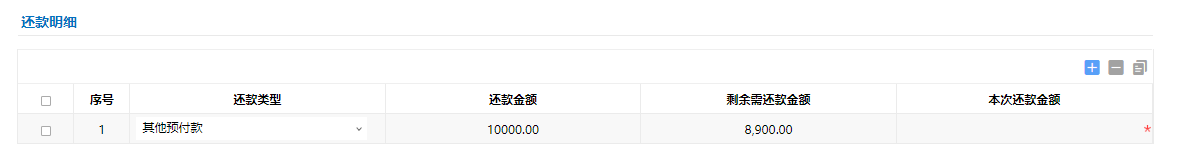 还款明细
序号 还款类型 还款金额 剩余需还款金额 本次还款金额
1 其他预付款 10000.00 8,900.00 *